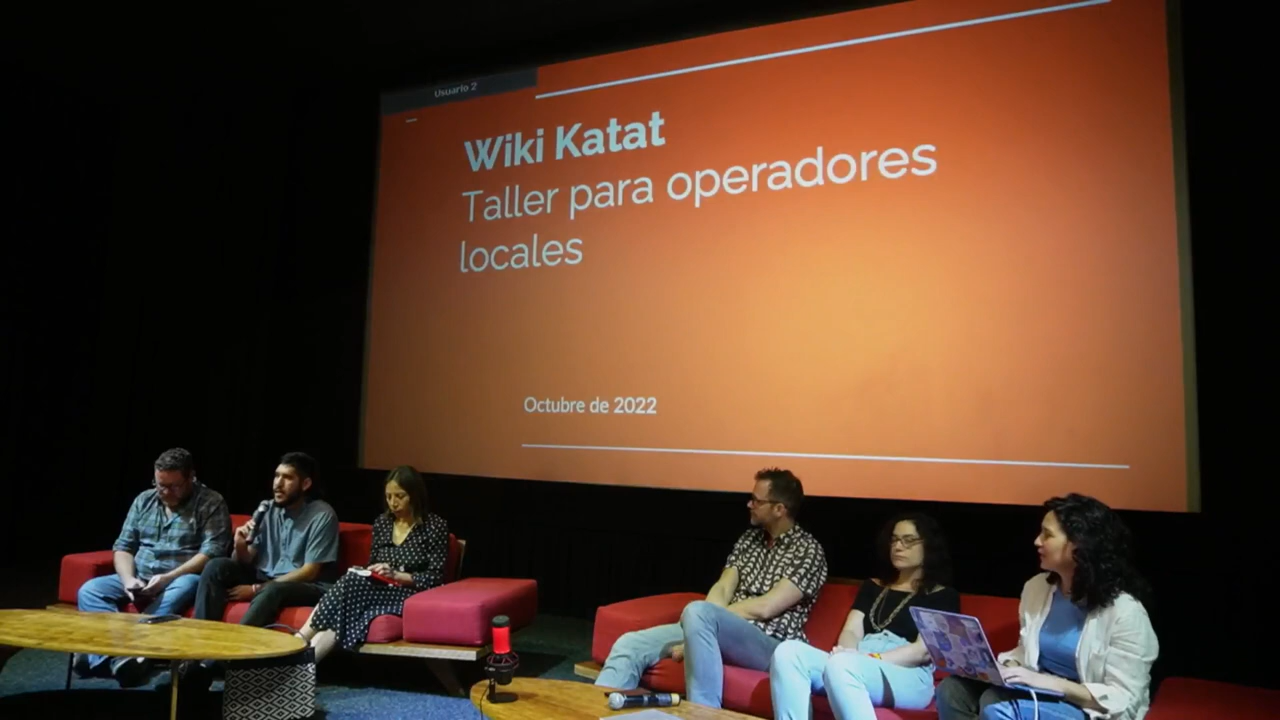 Usuario 2
Wiki Katat
Taller para operadores
locales
Octubre de 2022